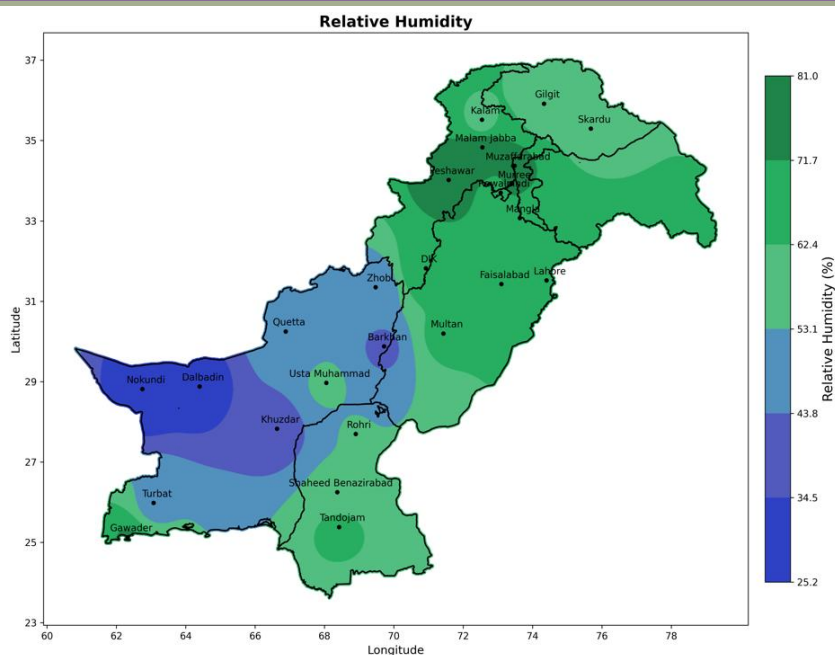 Relative Humidity
37
35
33
31
29
27
25
23
60
62
64
66
68
70
72
74
76
78
Latitude
Longitude
Gilgit
Skardu
Kalam
Malam Jabba
Muzaffarabad
Peshawar
Murree
Rawalpindi
Mangla
DIK
Faisalabad
Lahore
Zhob
Quetta
Multan
Barkhan
Usta Muhammad
Nokundi
Dalbadin
Khuzdar
Rohri
Shaheed Benazirabad
Turbat
Tandojam
Gawader
81.0
71.7
62.4
53.1
43.8
34.5
25.2
Relative Humidity (%)